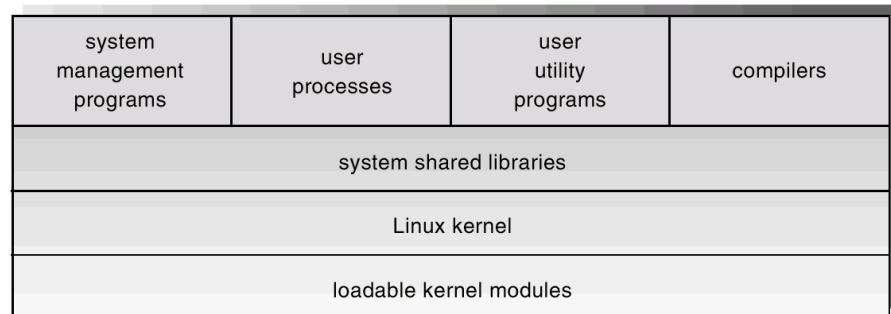 system
management
programs
user
processes
user
utility
programs
compilers
system shared libraries
Linux kernel
loadable kernel modules